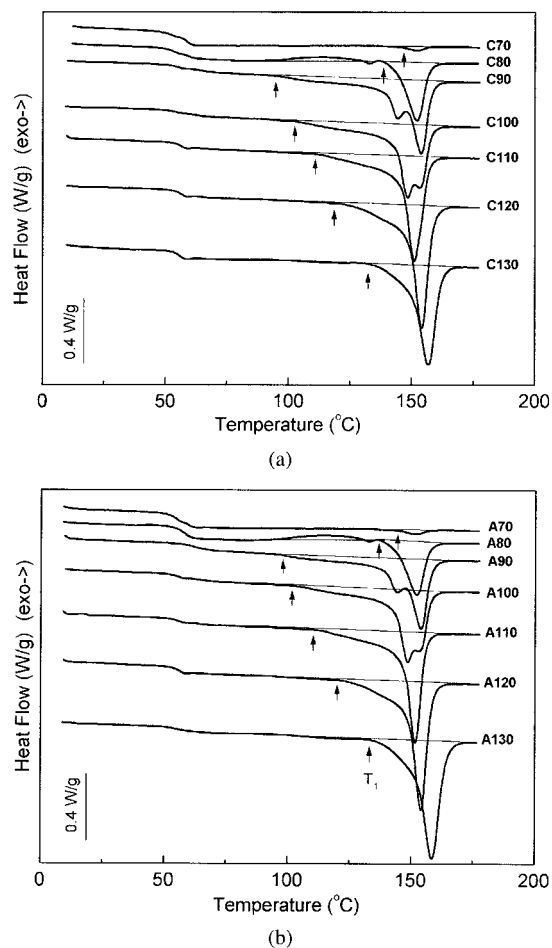 C70
C80
C90
C100
C110
C120
C130
Heat Flow (W/g) (exo->)
0.4 W/g
0 50 100 150 200
Temperature (°C)
(a)
A70
A80
A90
A100
A110
A120
A130
Heat Flow (W/g) (exo->)
0.4 W/g
T1
0 50 100 150 200
Temperature (°C)
(b)